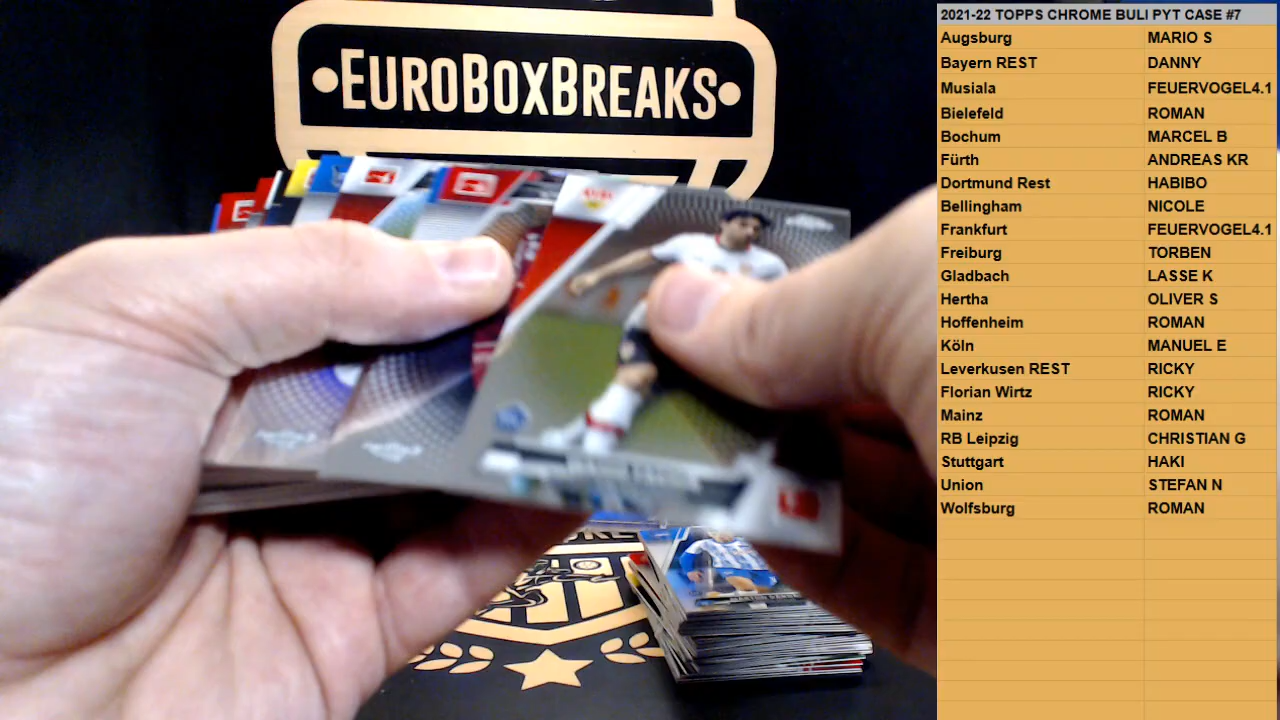 EUROBOXBREAKS
2021-22 TOPPS CHROME BULI PYT CASE #7
Augsburg MARIO S
Bayern REST DANNY
Musiala FEUERVOGEL4.1
Bielefeld ROMAN
Bochum MARCEL B
Fürth ANDREAS KR
Dortmund Rest HABIBO
Bellingham NICOLE
Frankfurt FEUERVOGEL4.1
Freiburg TORBEN
Gladbach LASSE K
Hertha OLIVER S
Hoffenheim ROMAN
Köln MANUEL E
Leverkusen REST RICKY
Florian Wirtz RICKY
Mainz ROMAN
RB Leipzig CHRISTIAN G
Stuttgart HAKI
Union STEFAN N
Wolfsburg ROMAN